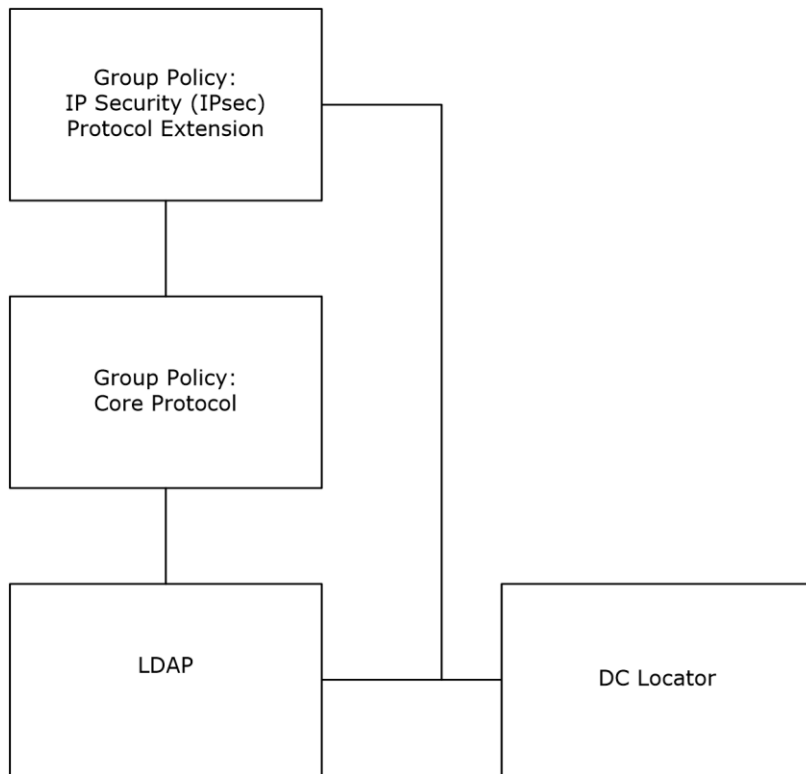 Group Policy:
IP Security (IPsec)
Protocol Extension
Group Policy:
Core Protocol
LDAP
DC Locator